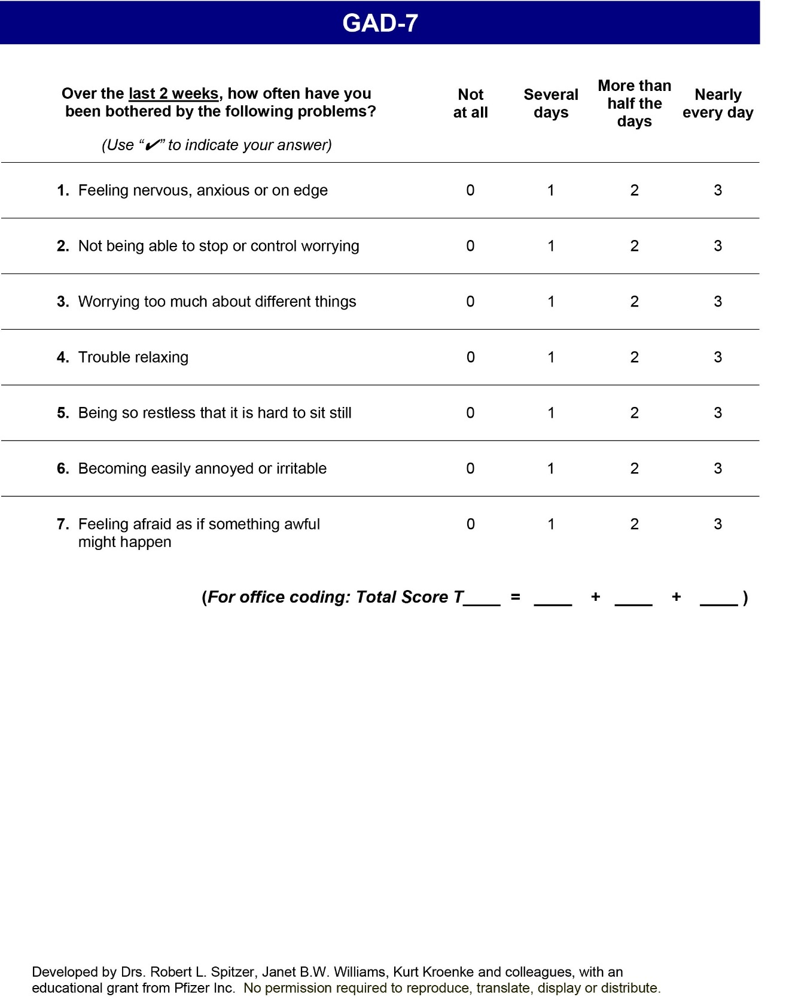 GAD-7
Over the last 2 weeks, how often have you
been bothered by the following problems?
(Use “✔” to indicate your answer)
Not
at all
Several
days
More than
half the
days
Nearly
every day
1. Feeling nervous, anxious or on edge 0 1 2 3
2. Not being able to stop or control worrying 0 1 2 3
3. Worrying too much about different things 0 1 2 3
4. Trouble relaxing 0 1 2 3
5. Being so restless that it is hard to sit still 0 1 2 3
6. Becoming easily annoyed or irritable 0 1 2 3
7. Feeling afraid as if something awful 0 1 2 3
might happen
(For office coding: Total Score T____ = ____ + ____ + ____ )
Developed by Drs. Robert L. Spitzer, Janet B.W. Williams, Kurt Kroenke and colleagues, with an
educational grant from Pfizer Inc. No permission required to reproduce, translate, display or distribute.